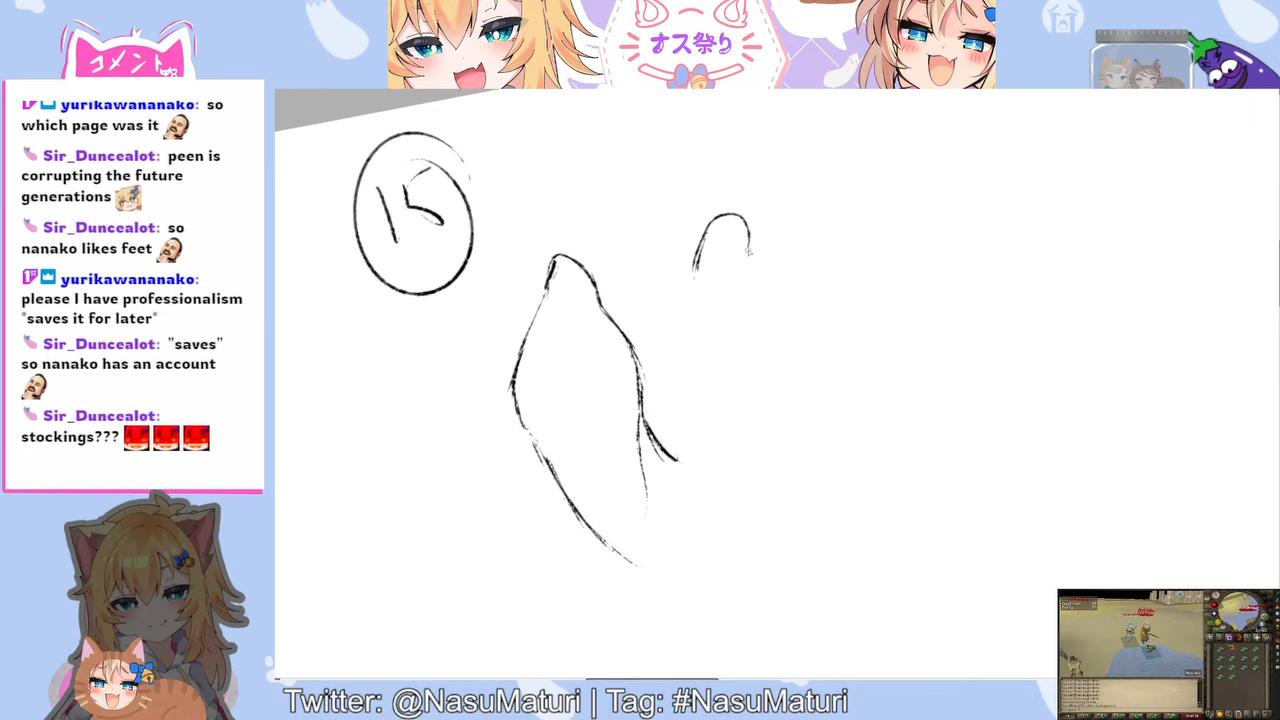 コメント
オス祭り
yurikawananako: so
which page was it
Sir_Duncealot: peen is
corrupting the future
generations
Sir_Duncealot: so
nanako likes feet
yurikawananako:
please I have professionalism
*saves it for later*
Sir_Duncealot: "saves"
so nanako has an account
Sir_Duncealot:
stockings???
15
Twitter: @NasuMaturi | Tag: #NasuMaturi